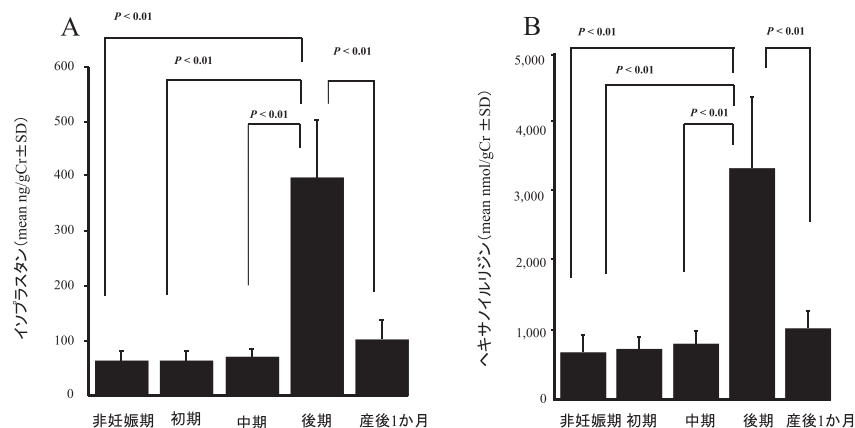 A
P < 0.01
P < 0.01
P < 0.01
P < 0.01
イソプラスタン(mean ng/gCr±SD)
600
500
400
300
200
100
0
非妊娠期 初期 中期 後期 産後1か月
B
P < 0.01
P < 0.01
P < 0.01
P < 0.01
ヘキサノイルリジン(mean nmol/gCr ±SD)
5,000
4,000
3,000
2,000
1,000
0
非妊娠期 初期 中期 後期 産後1か月